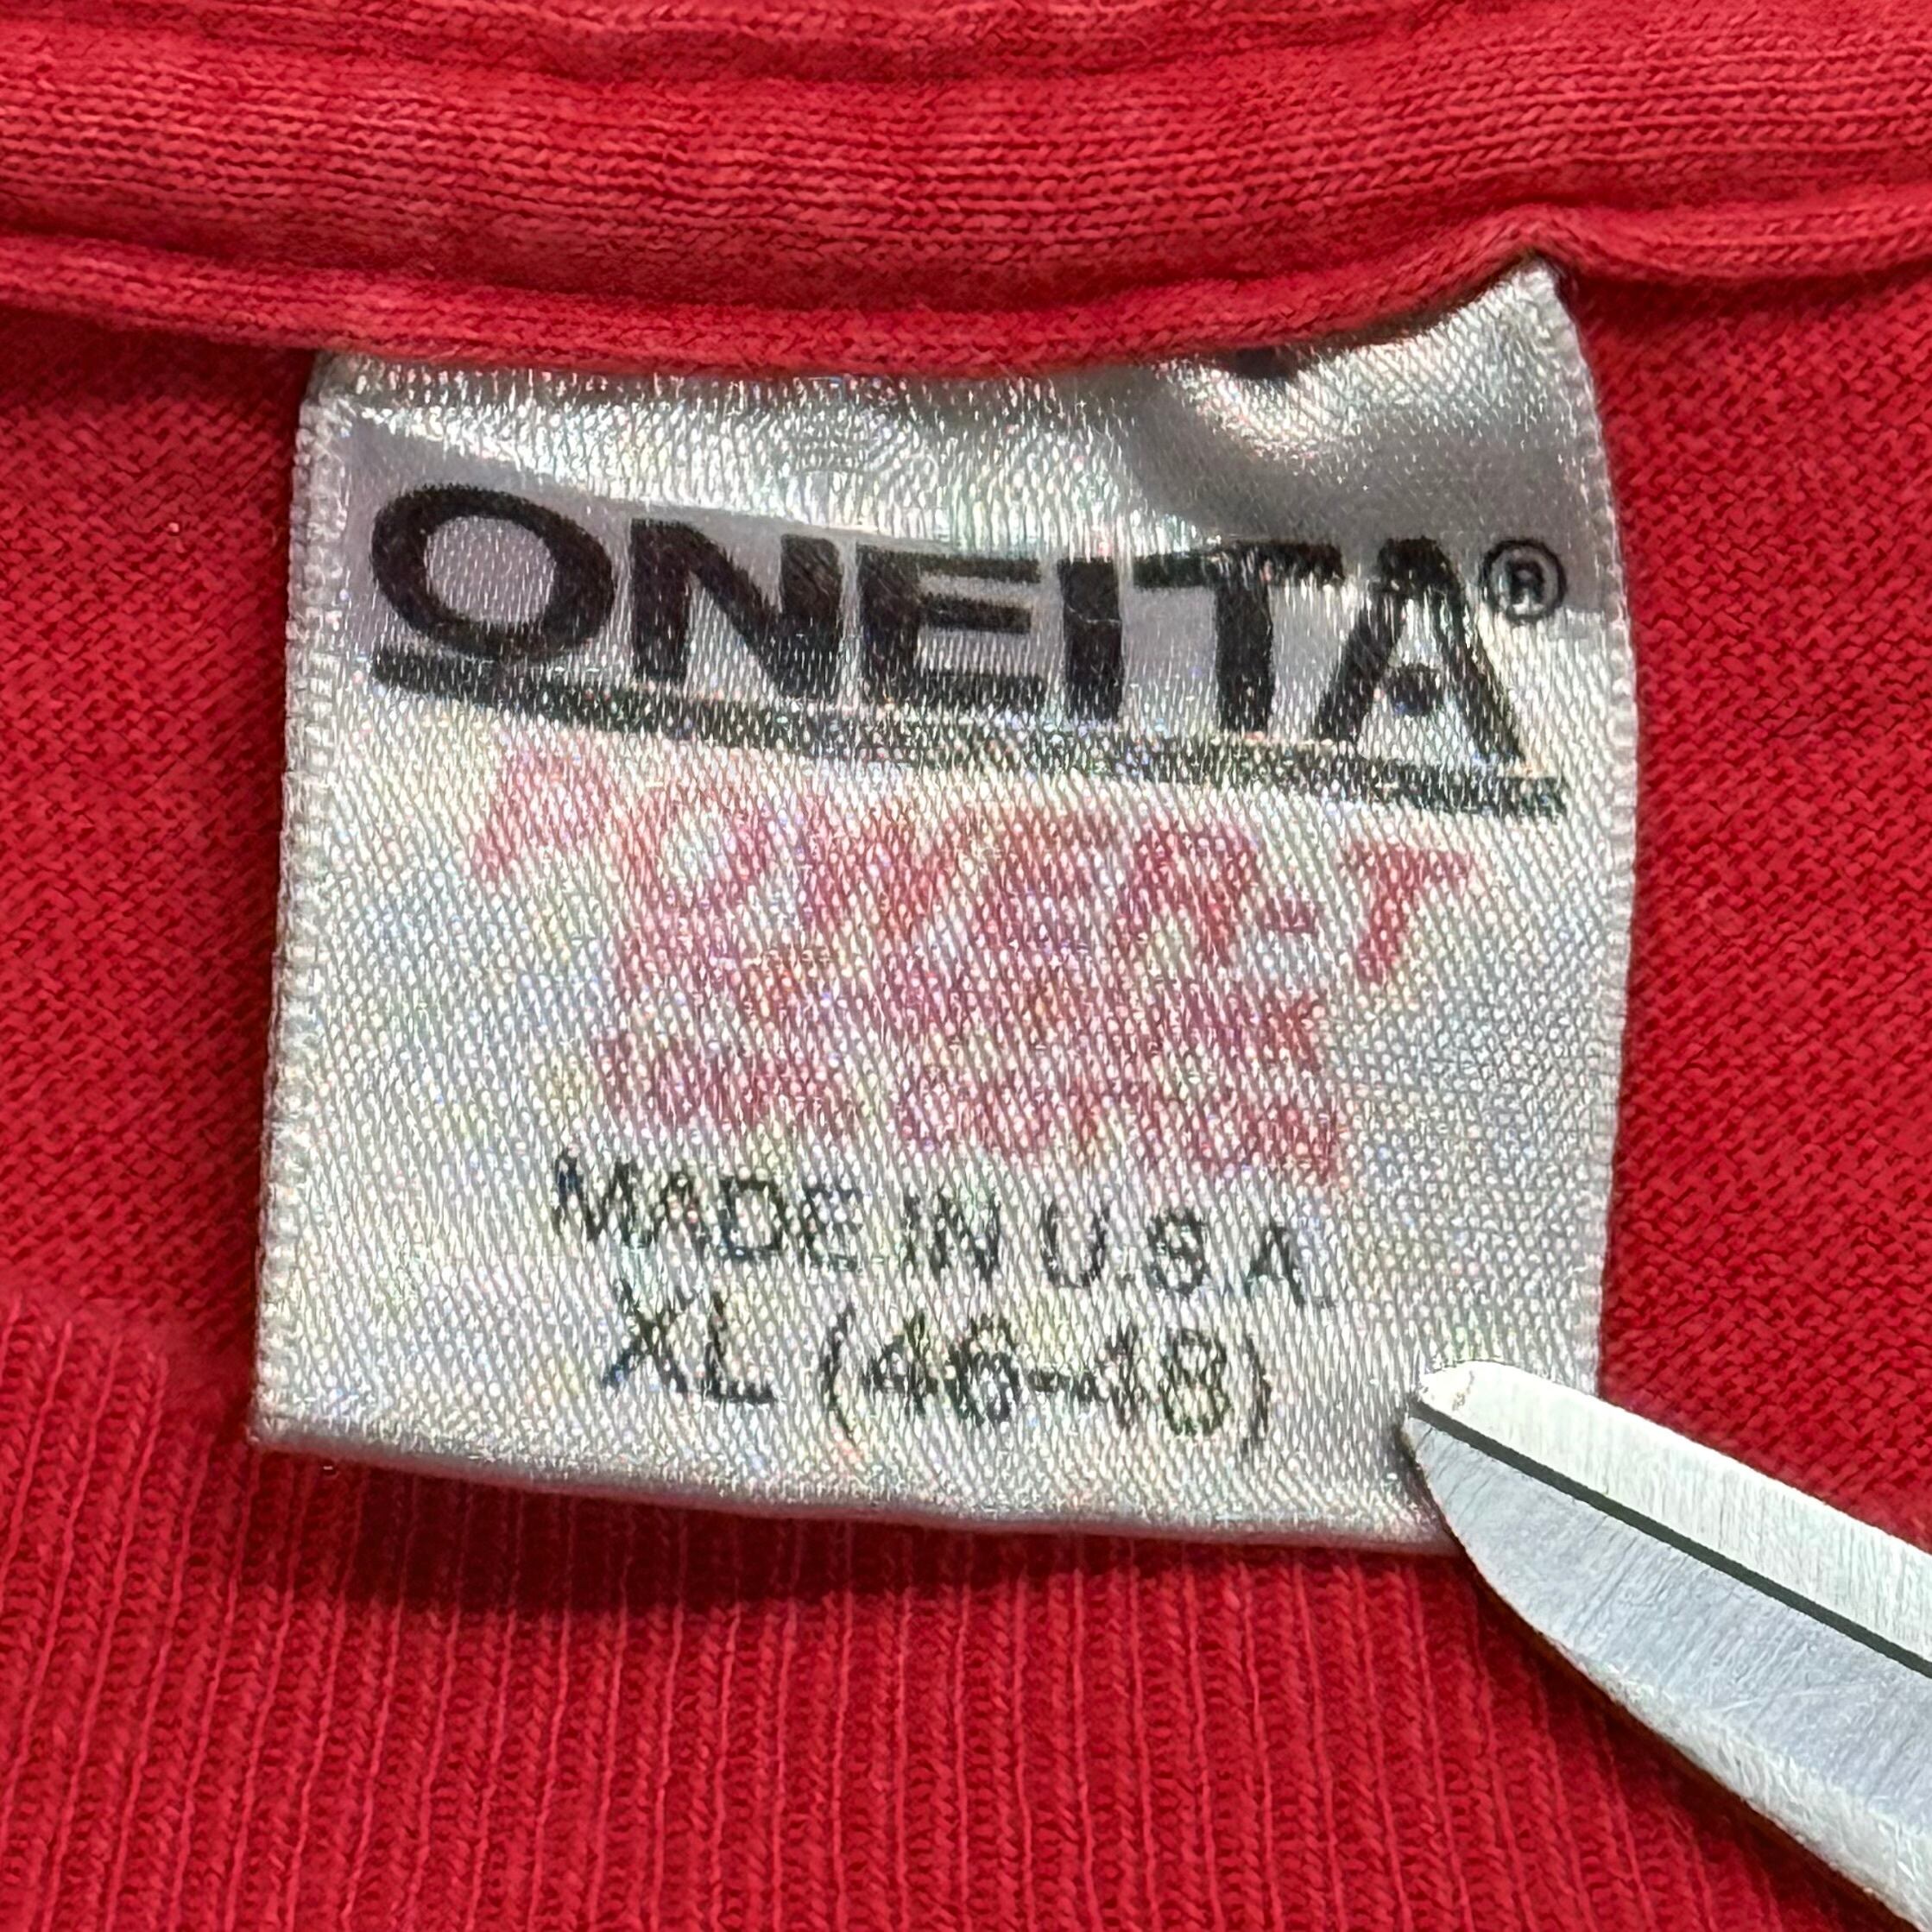 ONEITA®
POWER-T
MADE IN U.S.A.
XL (46-48)